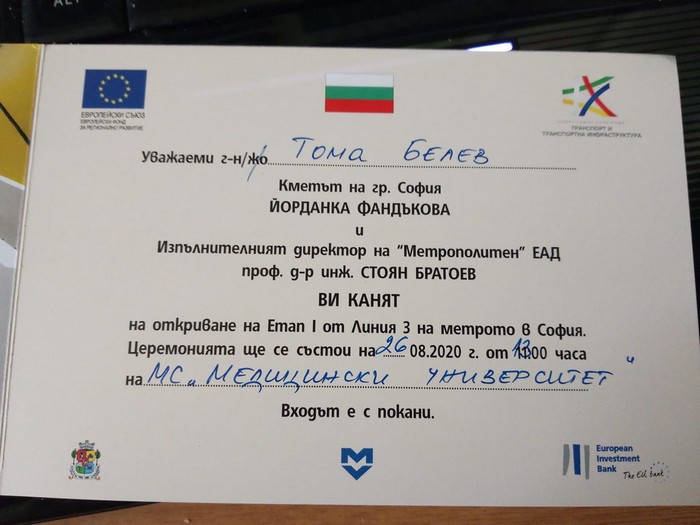 ЕВРОПЕЙСКИ СЪЮЗ
ЕВРОПЕЙСКИ ФОНД
ЗА РЕГИОНАЛНО РАЗВИТИЕ
ТРАНСПОРТ И
ТРАНСПОРТНА ИНФРАСТРУКТУРА
Уважаеми г-н/жо ТОМА БЕЛЕВ
Кметът на гр. София
ЙОРДАНКА ФАНДЪКОВА
и
Изпълнителният директор на "Метрополитен" ЕАД
проф. д-р инж. СТОЯН БРАТОЕВ
ВИ КАНЯТ
на откриване на Етап I от Линия 3 на метрото в София.
Церемонията ще се състои на 26 08.2020 г. от 13:00 часа
на МС „МЕДИЦИНСКИ УНИВЕРСИТЕТ"
Входът е с покани.
European
Investment
Bank
The EU bank